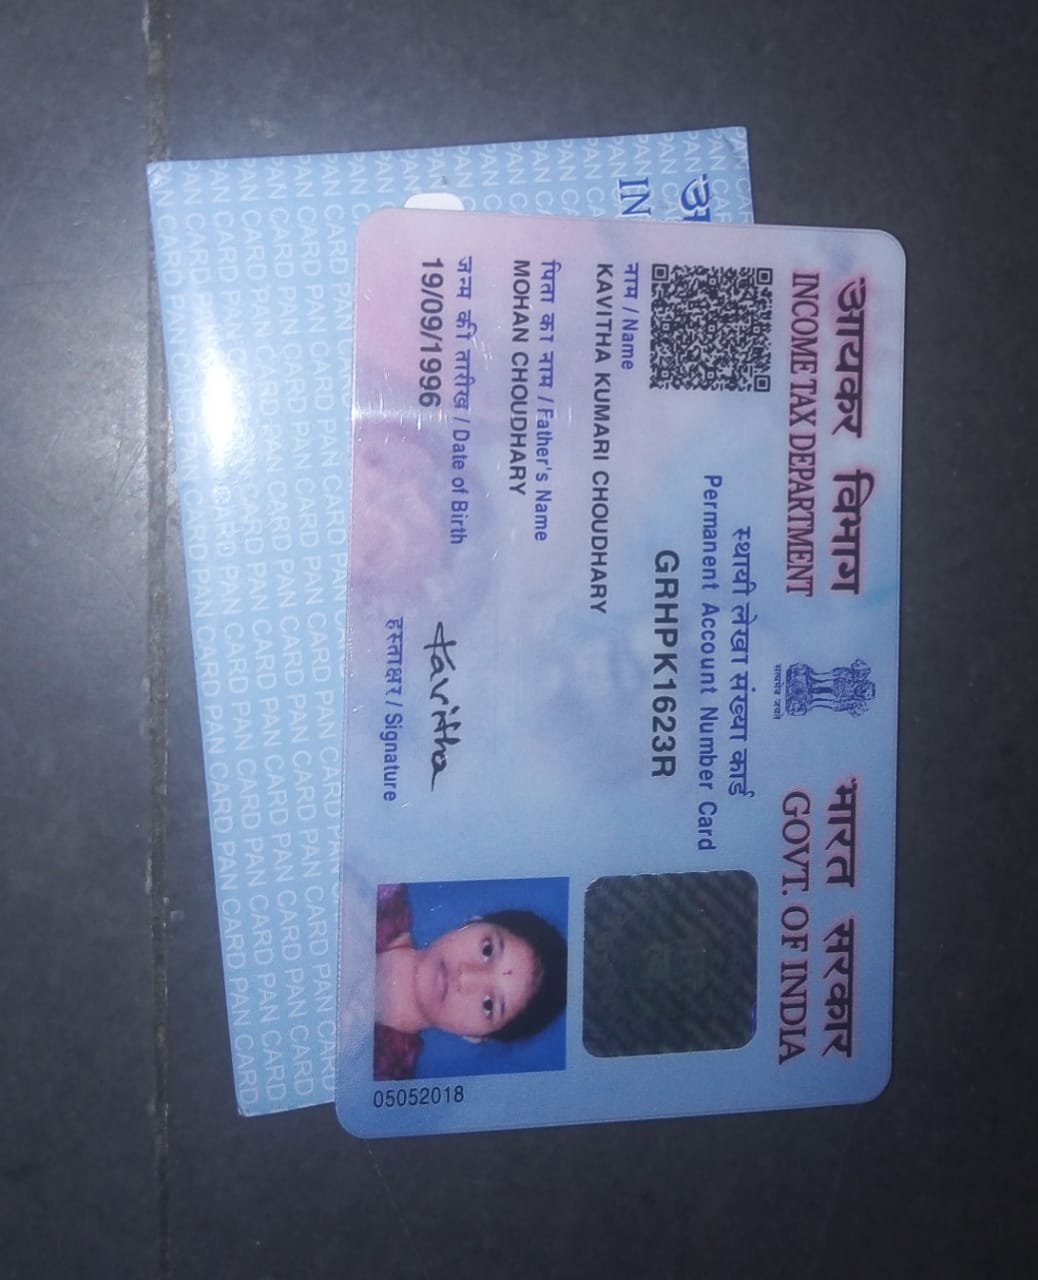 आयकर विभाग
INCOME TAX DEPARTMENT
सत्यमेव जयते
भारत सरकार
GOVT. OF INDIA
स्थायी लेखा संख्या कार्ड
Permanent Account Number Card
GRHPK1623R
नाम / Name
KAVITHA KUMARI CHOUDHARY
पिता का नाम / Father's Name
MOHAN CHOUDHARY
जन्म की तारीख / Date of Birth
19/09/1996
Kavitha
हस्ताक्षर / Signature
05052018
IN
PAN CARD PAN CARD PAN CARD PAN CARD PAN CARD